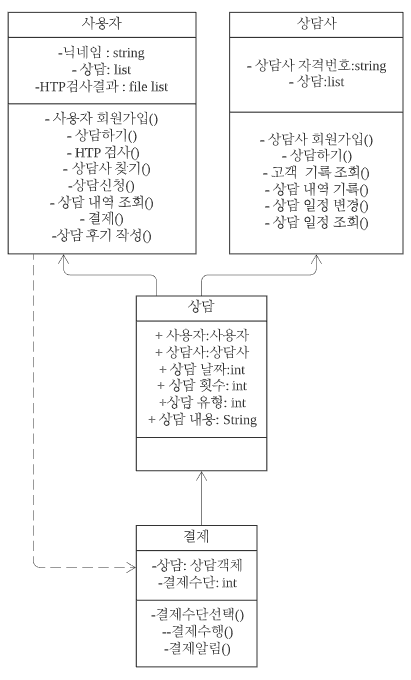 사용자
-닉네임 : string
- 상담: list
-HTP검사결과 : file list
- 사용자 회원가입()
- 상담하기()
- HTP 검사()
- 상담사 찾기()
-상담신청()
- 상담 내역 조회()
- 결제()
-상담 후기 작성()
상담사
- 상담사 자격번호:string
- 상담:list
- 상담사 회원가입()
- 상담하기()
- 고객 기록 조회()
- 상담 내역 기록()
- 상담 일정 변경()
- 상담 일정 조회()
상담
+ 사용자:사용자
+ 상담사:상담사
+ 상담 날짜:int
+ 상담 횟수: int
+상담 유형: int
+ 상담 내용: String
결제
-상담: 상담객체
-결제수단: int
-결제수단선택()
--결제수행()
-결제알림()